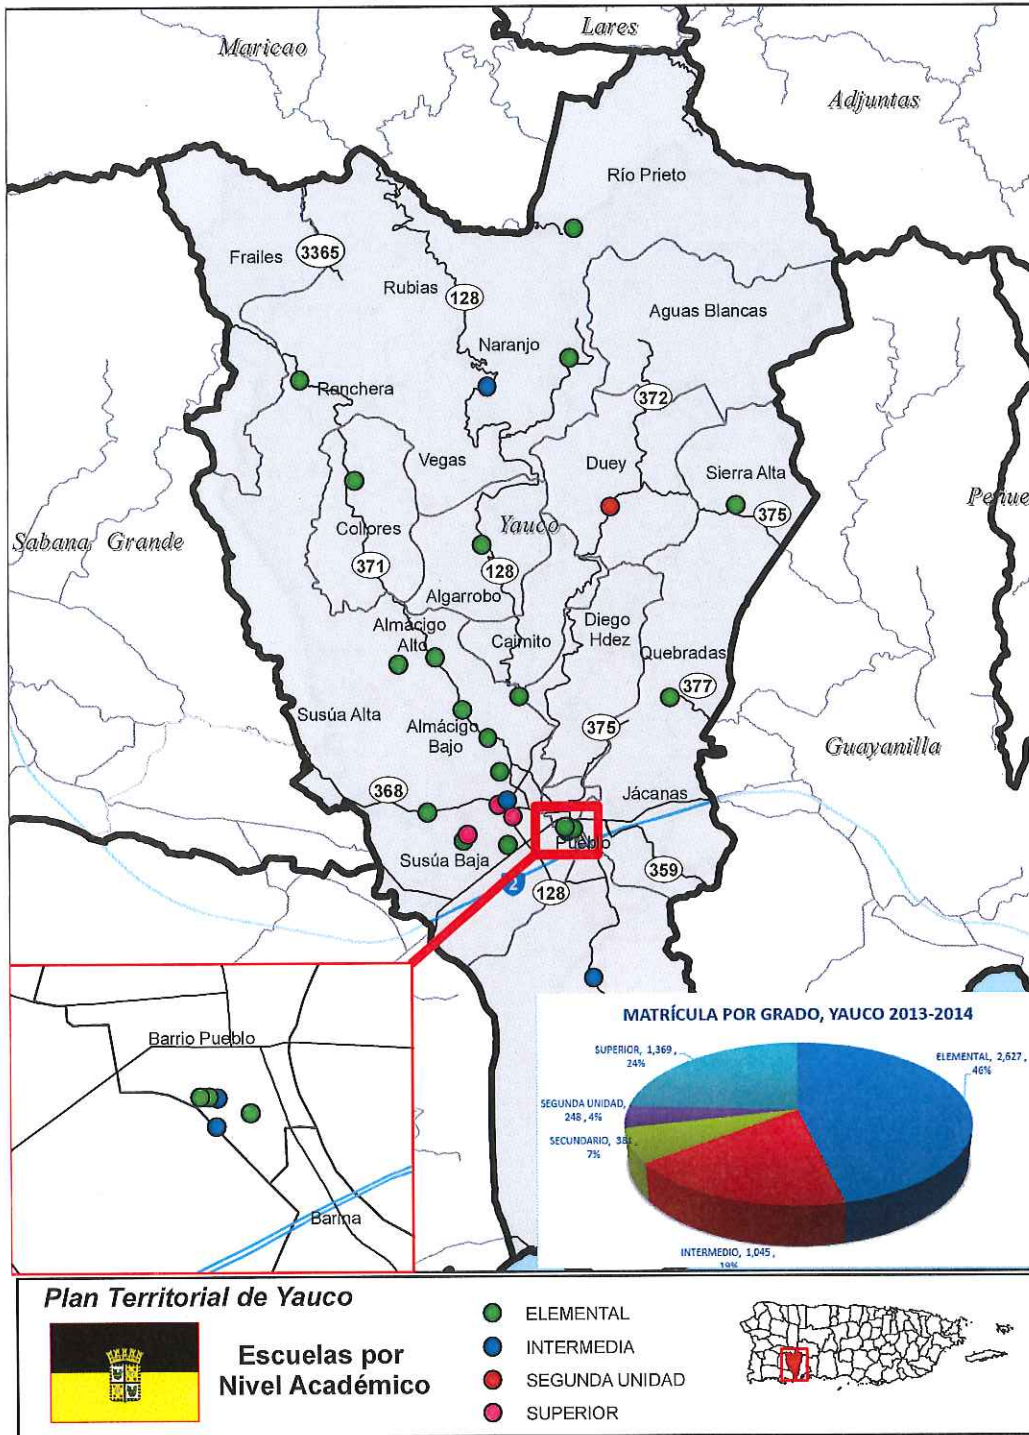 Lares
Maricao
Adjuntas
Río Prieto
Frailes
3365
Rubias
128
Aguas Blancas
Naranjo
Ranchera
372
Vegas
Duey
Sierra Alta
375
Yauco
Sabana Grande
Collores
371
128
Algarrobo
Almácigo
Alto
Caimito
Diego
Hdez
Quebradas
377
Susúa Alta
Almácigo
Bajo
375
Guayanilla
368
Jácanas
Pueblo
Susúa Baja
359
2
128
Barrio Pueblo
Barina
MATRÍCULA POR GRADO, YAUCO 2013-2014
SUPERIOR, 1,369 ,
24%
ELEMENTAL, 2,627 ,
46%
SEGUNDA UNIDAD,
248 , 4%
SECUNDARIO, 381 ,
7%
INTERMEDIO, 1,045 ,
19%
Plan Territorial de Yauco
Escuelas por
Nivel Académico
ELEMENTAL
INTERMEDIA
SEGUNDA UNIDAD
SUPERIOR